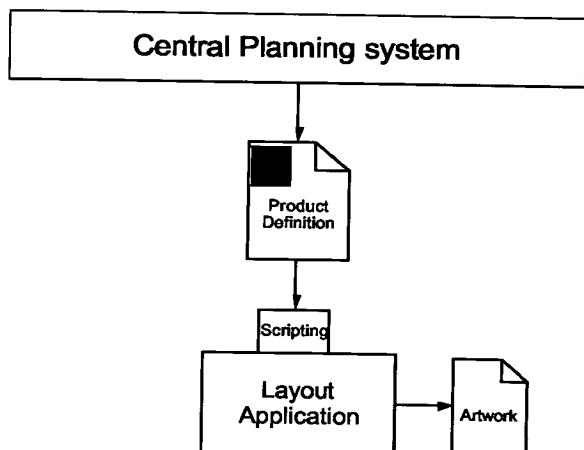 Central Planning system
Product
Definition
Scripting
Layout
Application
Artwork